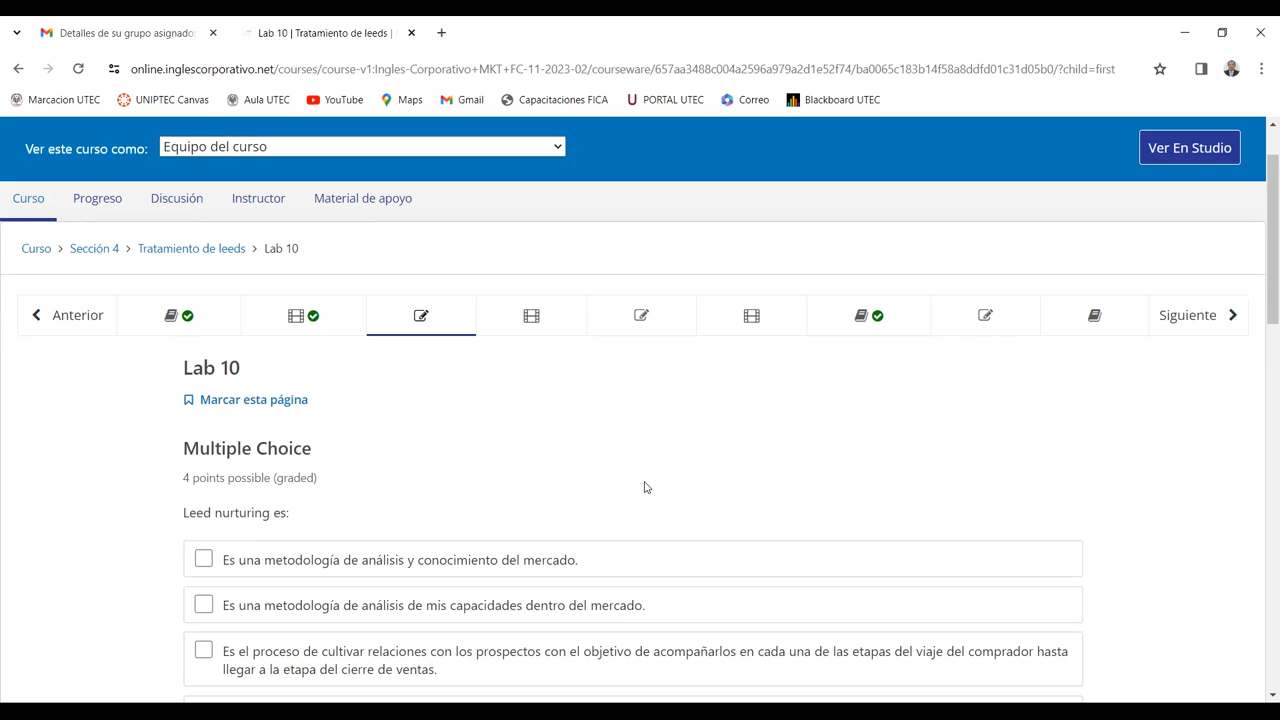 Detalles de su grupo asignado
Lab 10 | Tratamiento de leeds |
online.inglescorporativo.net/courses/course-v1:Ingles-Corporativo+MKT+FC-11-2023-02/courseware/657aa3488c004a2596a979a2d1e52f74/ba0065c183b14f58a8ddfd01c31d05b0/?child=first
Marcacion UTEC UNIPTEC Canvas Aula UTEC YouTube Maps Gmail Capacitaciones FICA PORTAL UTEC Correo Blackboard UTEC
Ver este curso como: Equipo del curso Ver En Studio
Curso Progreso Discusión Instructor Material de apoyo
Curso > Sección 4 > Tratamiento de leeds > Lab 10
Anterior Siguiente
Lab 10
Marcar esta página
Multiple Choice
4 points possible (graded)
Leed nurturing es:
Es una metodología de análisis y conocimiento del mercado.
Es una metodología de análisis de mis capacidades dentro del mercado.
Es el proceso de cultivar relaciones con los prospectos con el objetivo de acompañarlos en cada una de las etapas del viaje del comprador hasta
llegar a la etapa del cierre de ventas.